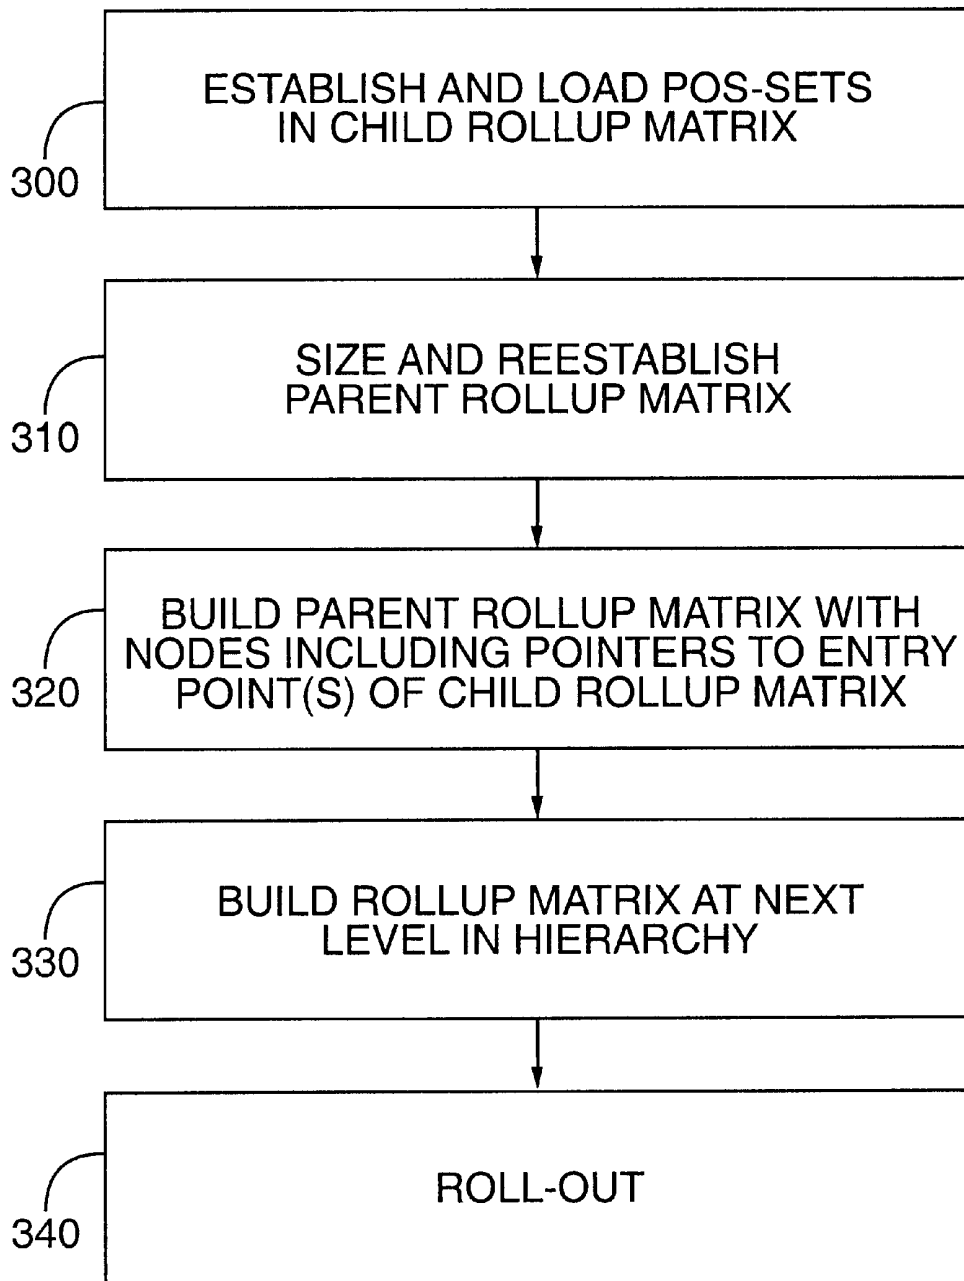 ESTABLISH AND LOAD POS-SETS
IN CHILD ROLLUP MATRIX
300
SIZE AND REESTABLISH
PARENT ROLLUP MATRIX
310
BUILD PARENT ROLLUP MATRIX WITH
NODES INCLUDING POINTERS TO ENTRY
POINT(S) OF CHILD ROLLUP MATRIX
320
BUILD ROLLUP MATRIX AT NEXT
LEVEL IN HIERARCHY
330
ROLL-OUT
340